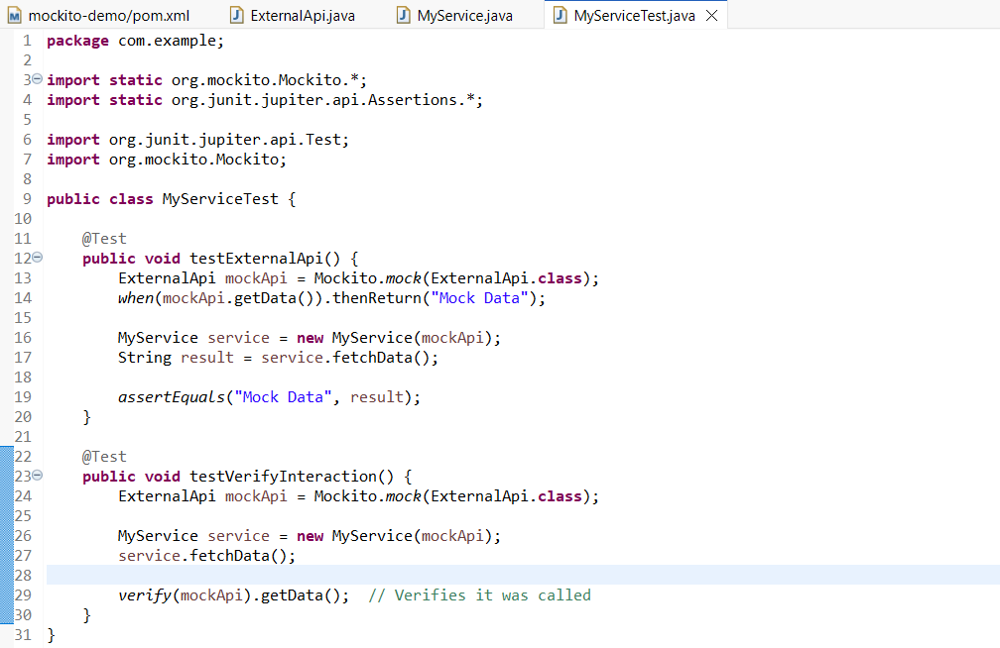 mockito-demo/pom.xml ExternalApi.java MyService.java MyServiceTest.java
1 package com.example;
2
3 import static org.mockito.Mockito.*;
4 import static org.junit.jupiter.api.Assertions.*;
5
6 import org.junit.jupiter.api.Test;
7 import org.mockito.Mockito;
8
9 public class MyServiceTest {
10
11     @Test
12     public void testExternalApi() {
13         ExternalApi mockApi = Mockito.mock(ExternalApi.class);
14         when(mockApi.getData()).thenReturn("Mock Data");
15
16         MyService service = new MyService(mockApi);
17         String result = service.fetchData();
18
19         assertEquals("Mock Data", result);
20     }
21
22     @Test
23     public void testVerifyInteraction() {
24         ExternalApi mockApi = Mockito.mock(ExternalApi.class);
25
26         MyService service = new MyService(mockApi);
27         service.fetchData();
28
29         verify(mockApi).getData();  // Verifies it was called
30     }
31 }